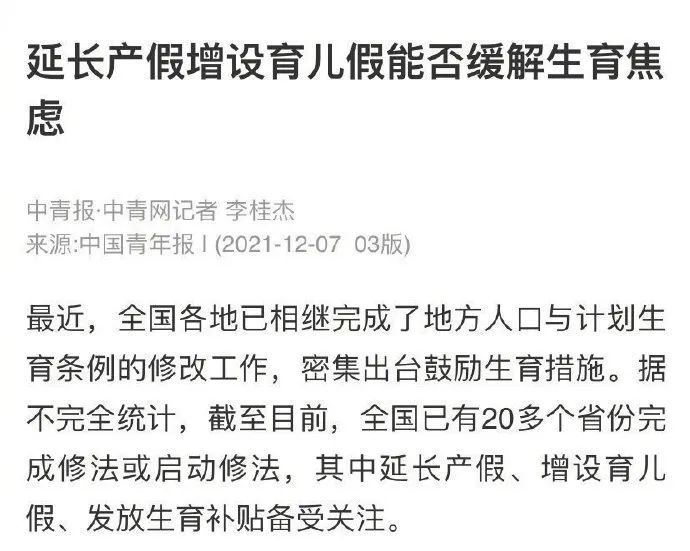 延长产假增设育儿假能否缓解生育焦
虑
中青报·中青网记者 李桂杰
来源:中国青年报 | (2021-12-07 03版)
最近，全国各地已相继完成了地方人口与计划生
育条例的修改工作，密集出台鼓励生育措施。据
不完全统计，截至目前，全国已有20多个省份完
成修法或启动修法，其中延长产假、增设育儿
假、发放生育补贴备受关注。